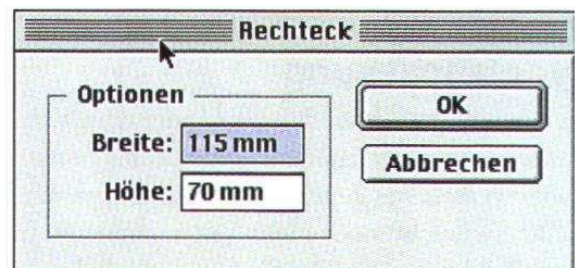 Rechteck
Optionen
Breite: 115 mm
Höhe: 70 mm
OK
Abbrechen